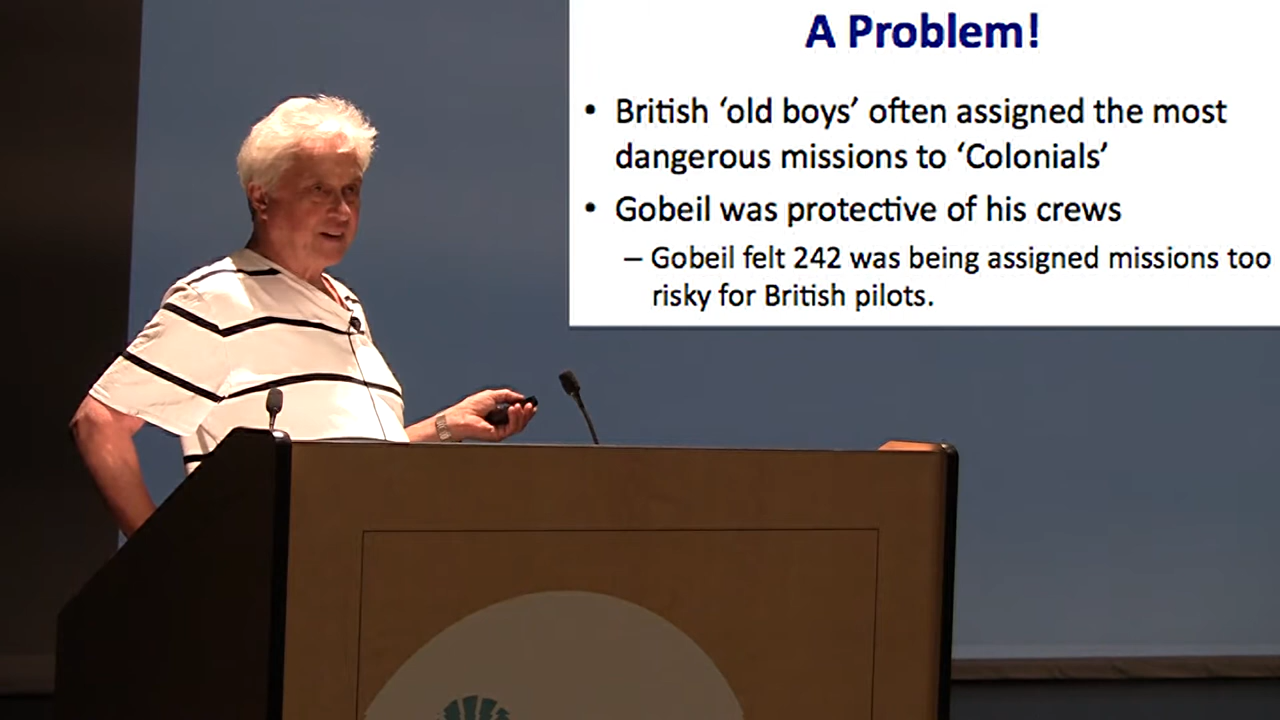 A Problem!
• British ‘old boys’ often assigned the most
dangerous missions to ‘Colonials’
• Gobeil was protective of his crews
– Gobeil felt 242 was being assigned missions too
risky for British pilots.